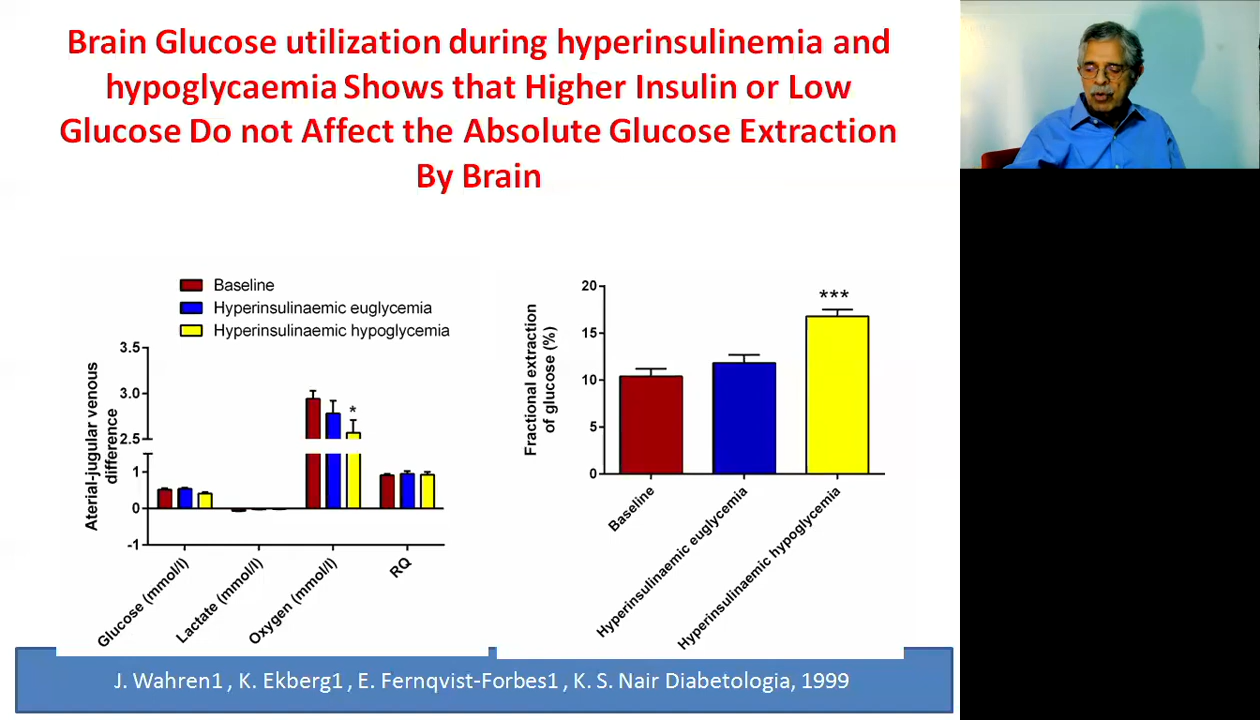 Brain Glucose utilization during hyperinsulinemia and
hypoglycaemia Shows that Higher Insulin or Low
Glucose Do not Affect the Absolute Glucose Extraction
By Brain
Baseline
Hyperinsulinaemic euglycemia
Hyperinsulinaemic hypoglycemia
Aterial-jugular venous
difference
3.5
3.0
2.5
1
0
-1
*
Glucose (mmol/l)
Lactate (mmol/l)
Oxygen (mmol/l)
RQ
Fractional extraction
of glucose (%)
20
15
10
5
0
***
Baseline
Hyperinsulinaemic euglycemia
Hyperinsulinaemic hypoglycemia
J. Wahren1 , K. Ekberg1 , E. Fernqvist-Forbes1 , K. S. Nair Diabetologia, 1999